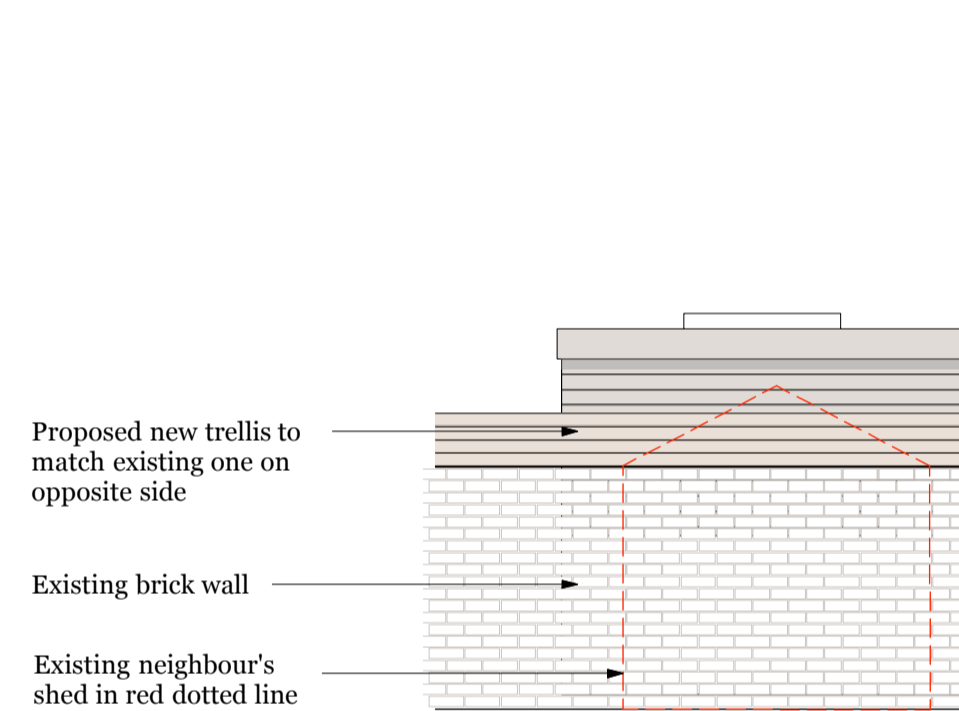 Proposed new trellis to
match existing one on
opposite side
Existing brick wall
Existing neighbour's
shed in red dotted line